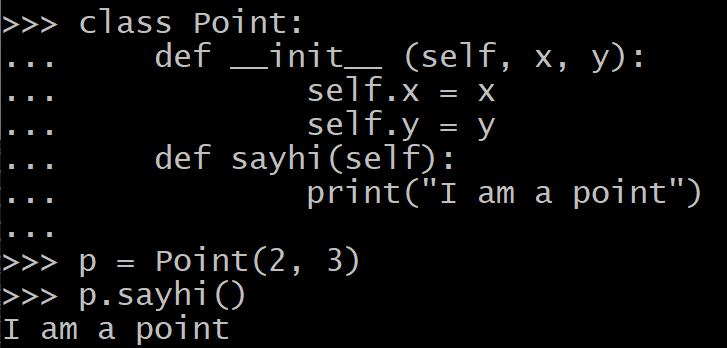 >>> class Point:
...     def __init__ (self, x, y):
...             self.x = x
...             self.y = y
...     def sayhi(self):
...             print("I am a point")
...
>>> p = Point(2, 3)
>>> p.sayhi()
I am a point